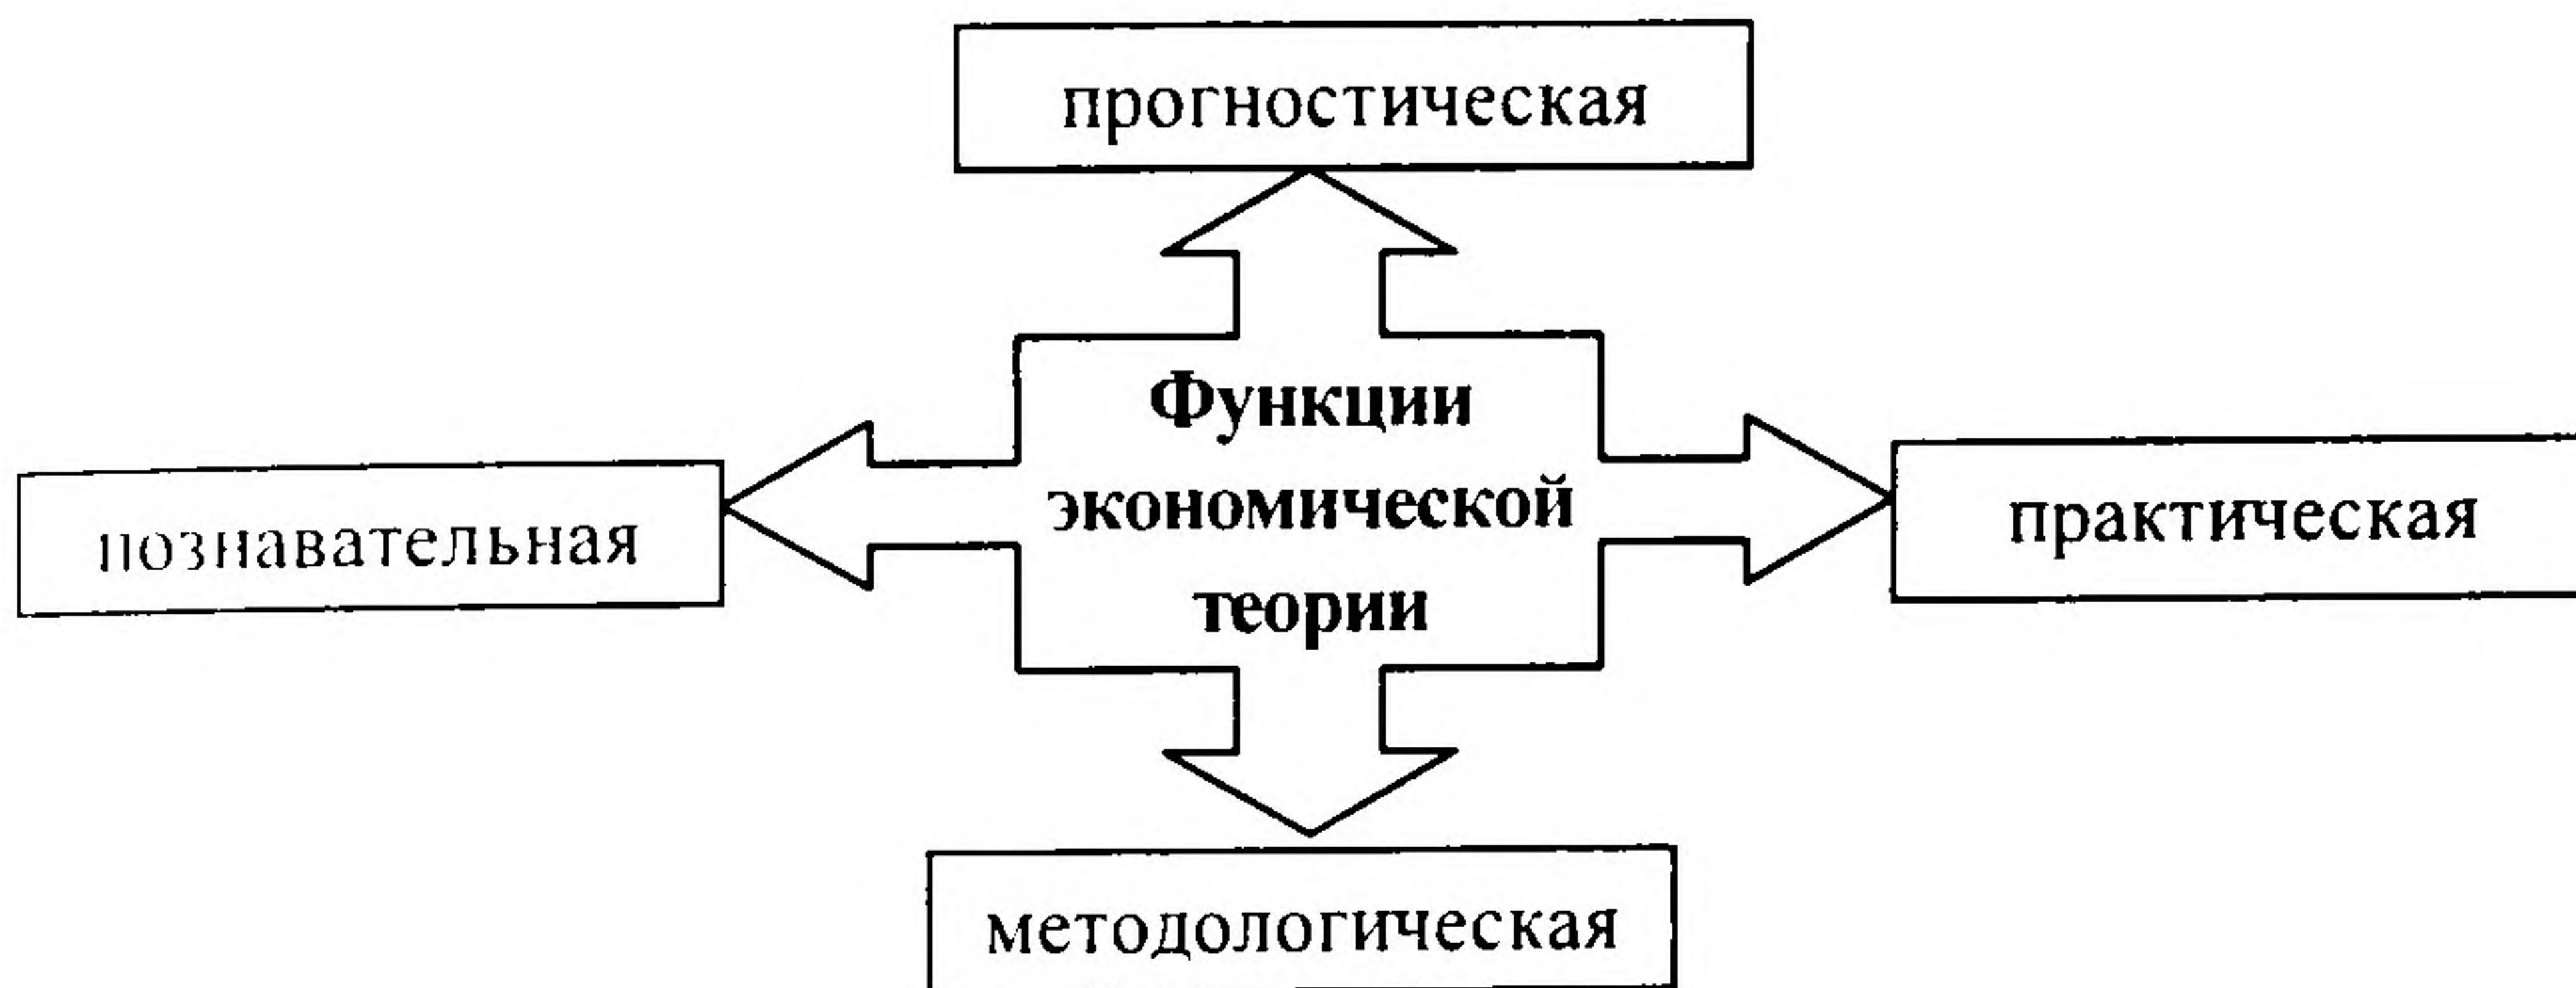 прогностическая
Функции
экономической
теории
познавательная
практическая
методологическая